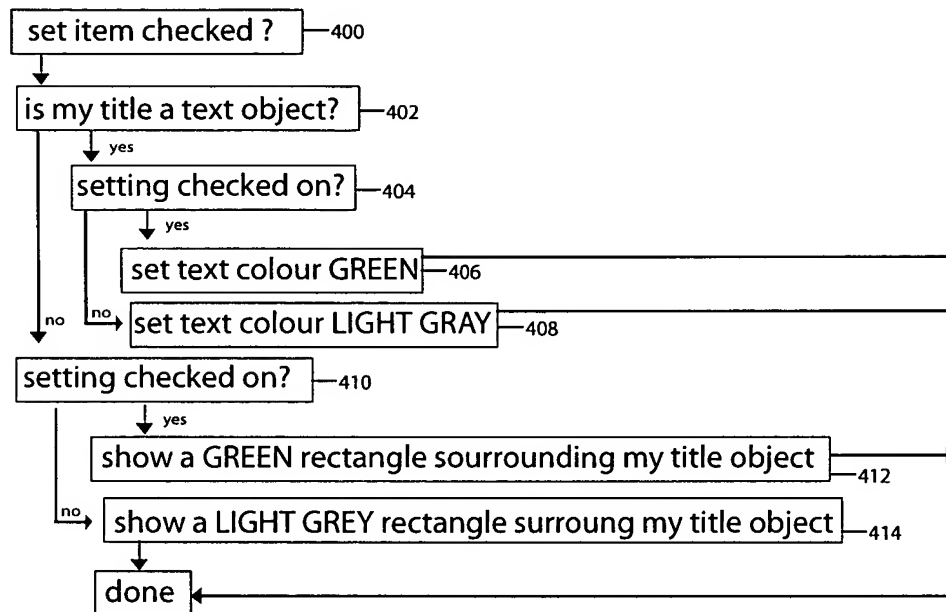 set item checked ? 400
is my title a text object? 402
yes
setting checked on? 404
yes
set text colour GREEN 406
no set text colour LIGHT GRAY 408
no
setting checked on? 410
yes
show a GREEN rectangle sourrounding my title object 412
no show a LIGHT GREY rectangle surroung my title object 414
done